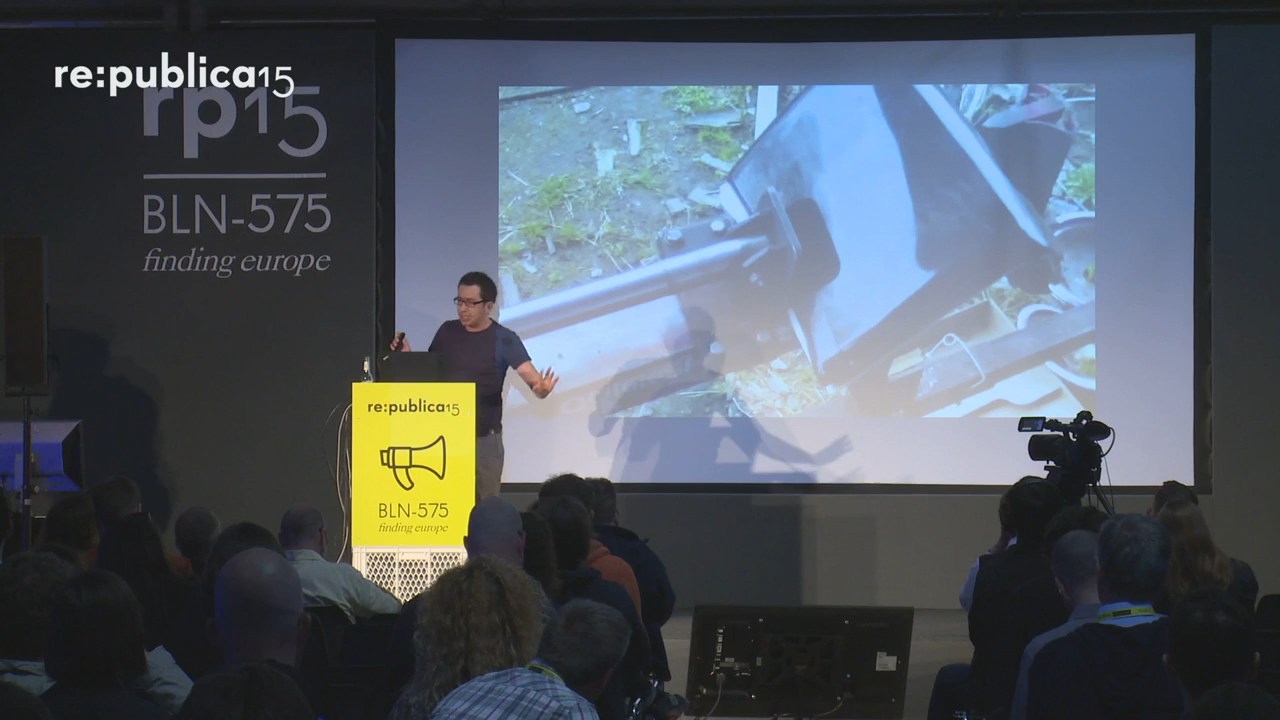 re:publica15
rp15
BLN-575
finding europe
re:publica15
BLN-575
finding europe